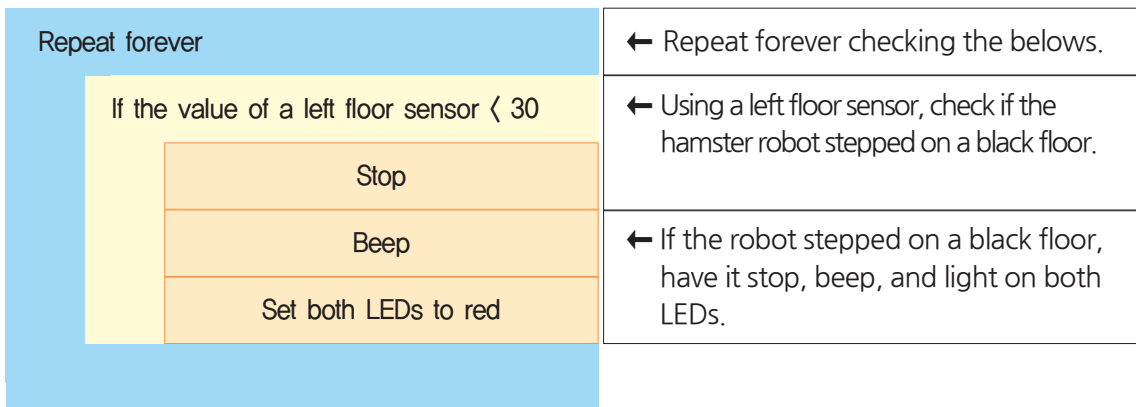 Repeat forever
← Repeat forever checking the belows.
If the value of a left floor sensor < 30
← Using a left floor sensor, check if the
hamster robot stepped on a black floor.
Stop
Beep
Set both LEDs to red
← If the robot stepped on a black floor,
have it stop, beep, and light on both
LEDs.